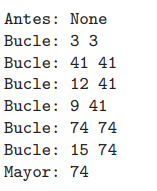 Antes: None
Bucle: 3 3
Bucle: 41 41
Bucle: 12 41
Bucle: 9 41
Bucle: 74 74
Bucle: 15 74
Mayor: 74